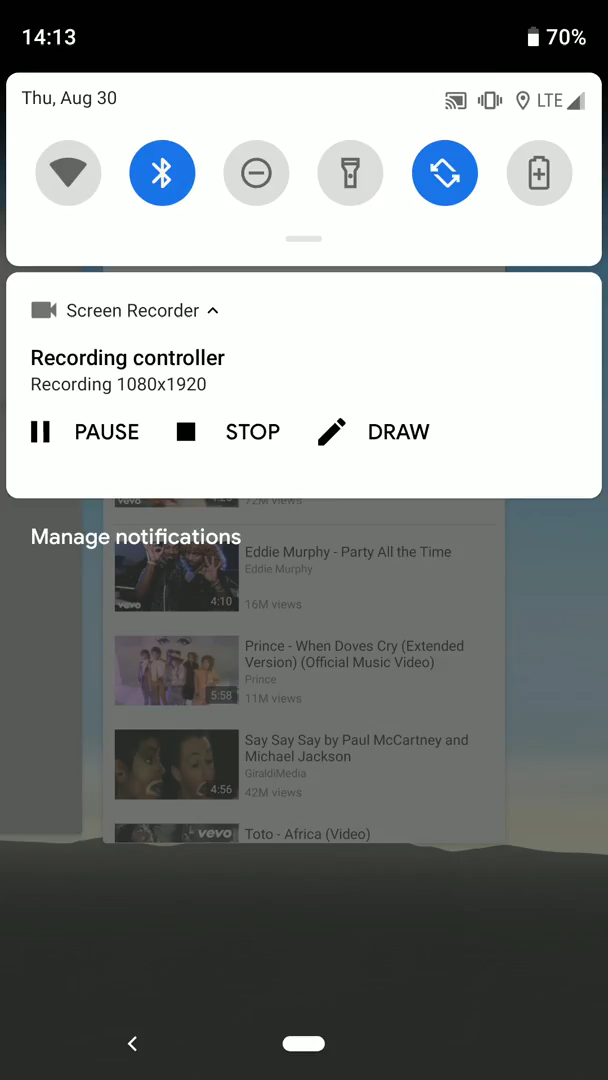 14:13
70%
Thu, Aug 30
LTE
Screen Recorder
Recording controller
Recording 1080x1920
PAUSE
STOP
DRAW
72M views
Manage notifications
Eddie Murphy - Party All the Time
Eddie Murphy
vevo
4:10
16M views
Prince - When Doves Cry (Extended
Version) (Official Music Video)
Prince
5:58
11M views
Say Say Say by Paul McCartney and
Michael Jackson
GiraldiMedia
4:56
42M views
vevo
Toto - Africa (Video)